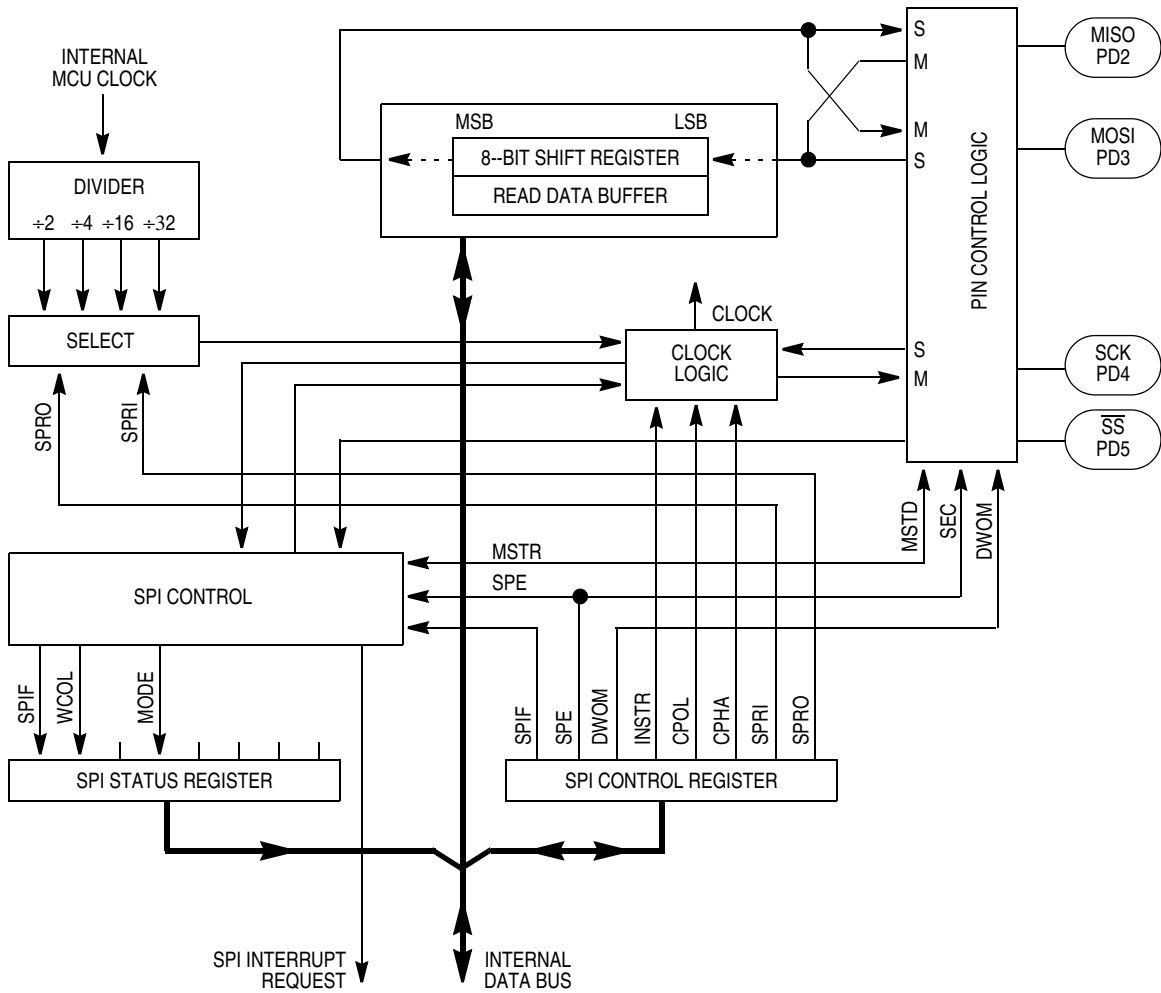 INTERNAL
MCU CLOCK
DIVIDER
÷2 ÷4 ÷16 ÷32
SELECT
SPRO
SPRI
MSB LSB
8--BIT SHIFT REGISTER
READ DATA BUFFER
CLOCK
CLOCK
LOGIC
S
M
M
S
S
M
PIN CONTROL LOGIC
MISO
PD2
MOSI
PD3
SCK
PD4
SS
PD5
MSTD
SEC
DWOM
MSTR
SPE
SPI CONTROL
SPIF
WCOL
MODE
SPI STATUS REGISTER
SPIF
SPE
DWOM
INSTR
CPOL
CPHA
SPRI
SPRO
SPI CONTROL REGISTER
SPI INTERRUPT
REQUEST
INTERNAL
DATA BUS